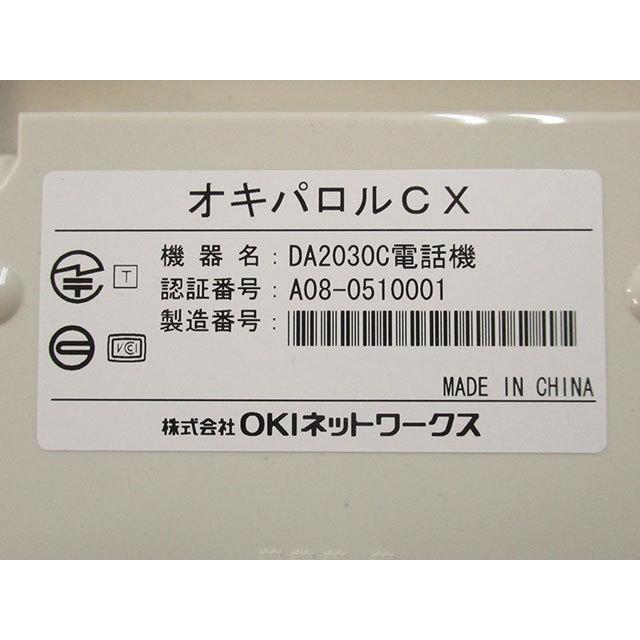 オキパロルＣＸ
機器名：DA2030C電話機
T 認証番号：A08-0510001
製造番号：
VCI
MADE IN CHINA
株式会社OKIネットワークス